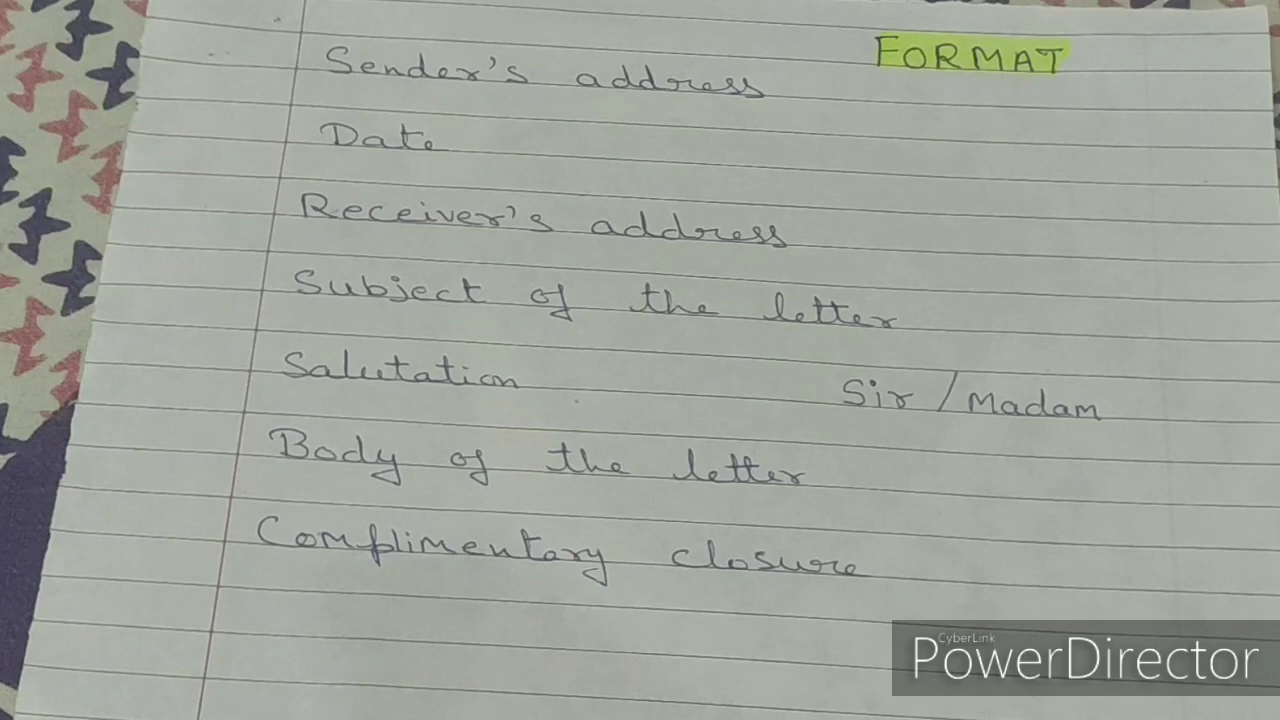 FORMAT
Sender's address
Date
Receiver's address
Subject of the letter
Salutation Sir / Madam
Body of the letter
Complimentary closure
CyberLink
PowerDirector